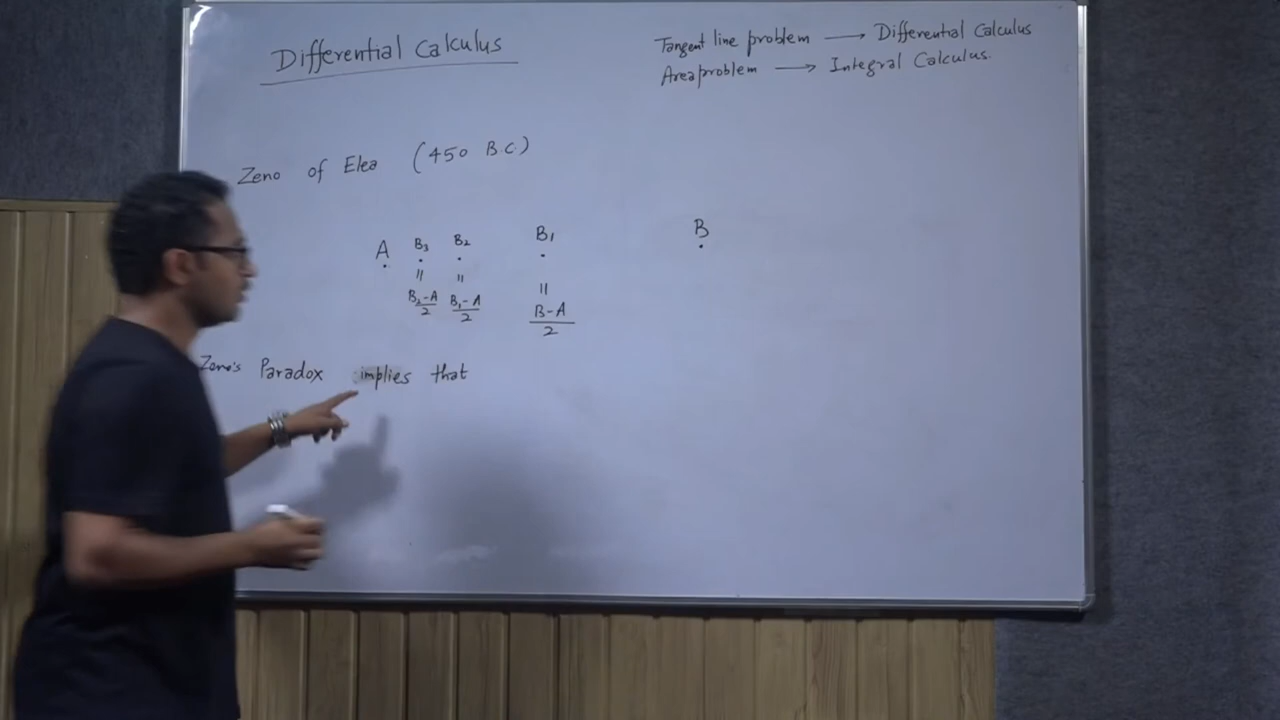 Differential Calculus
Tangent line problem → Differential Calculus
Area problem → Integral Calculus.
Zeno of Elea (450 B.C)
A B₃ B₂ B₁ B
= = =
B₂-A/2 B₁-A/2 B-A/2
Zeno's Paradox implies that